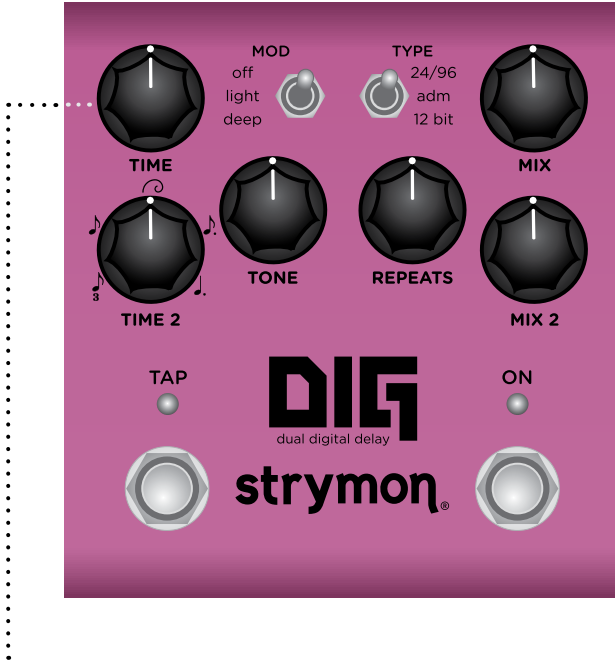 MOD
TYPE
off
light
deep
24/96
adm
12 bit
TIME
MIX
3
TONE
REPEATS
TIME 2
MIX 2
TAP
ON
DIG
dual digital delay
strymon®